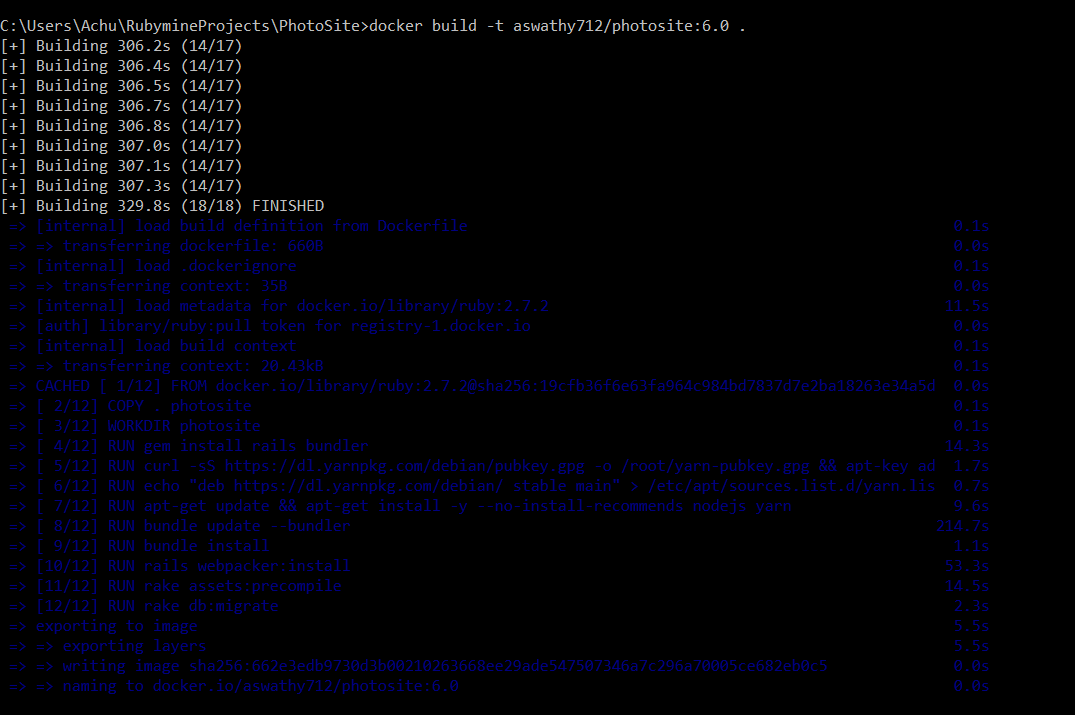 C:\Users\Achu\RubymineProjects\PhotoSite>docker build -t aswathy712/photosite:6.0 .
[+] Building 306.2s (14/17)
[+] Building 306.4s (14/17)
[+] Building 306.5s (14/17)
[+] Building 306.7s (14/17)
[+] Building 306.8s (14/17)
[+] Building 307.0s (14/17)
[+] Building 307.1s (14/17)
[+] Building 307.3s (14/17)
[+] Building 329.8s (18/18) FINISHED
=> [internal] load build definition from Dockerfile 0.1s
=> => transferring dockerfile: 660B 0.0s
=> [internal] load .dockerignore 0.1s
=> => transferring context: 35B 0.0s
=> [internal] load metadata for docker.io/library/ruby:2.7.2 11.5s
=> [auth] library/ruby:pull token for registry-1.docker.io 0.0s
=> [internal] load build context 0.1s
=> => transferring context: 20.43kB 0.1s
=> CACHED [ 1/12] FROM docker.io/library/ruby:2.7.2@sha256:19cfb36f6e63fa964c984bd7837d7e2ba18263e34a5d 0.0s
=> [ 2/12] COPY . photosite 0.1s
=> [ 3/12] WORKDIR photosite 0.1s
=> [ 4/12] RUN gem install rails bundler 14.3s
=> [ 5/12] RUN curl -sS https://dl.yarnpkg.com/debian/pubkey.gpg -o /root/yarn-pubkey.gpg && apt-key ad 1.7s
=> [ 6/12] RUN echo "deb https://dl.yarnpkg.com/debian/ stable main" > /etc/apt/sources.list.d/yarn.lis 0.7s
=> [ 7/12] RUN apt-get update && apt-get install -y --no-install-recommends nodejs yarn 9.6s
=> [ 8/12] RUN bundle update --bundler 214.7s
=> [ 9/12] RUN bundle install 1.1s
=> [10/12] RUN rails webpacker:install 53.3s
=> [11/12] RUN rake assets:precompile 14.5s
=> [12/12] RUN rake db:migrate 2.3s
=> exporting to image 5.5s
=> => exporting layers 5.5s
=> => writing image sha256:662e3edb9730d3b00210263668ee29ade547507346a7c296a70005ce682eb0c5 0.0s
=> => naming to docker.io/aswathy712/photosite:6.0 0.0s